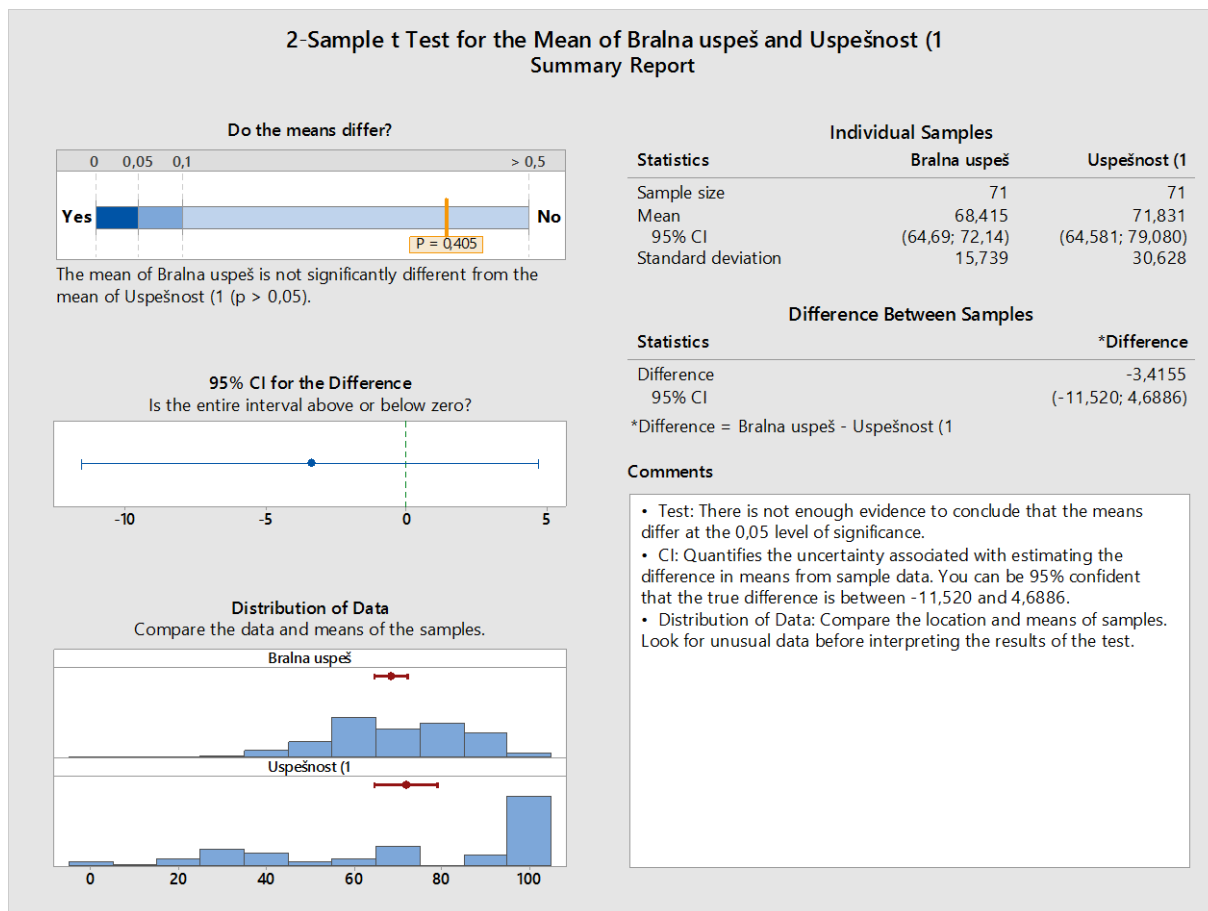 2-Sample t Test for the Mean of Bralna uspeš and Uspešnost (1
Summary Report
Do the means differ?
0 0,05 0,1 > 0,5
Yes No
P = 0,405
The mean of Bralna uspeš is not significantly different from the
mean of Uspešnost (1 (p > 0,05).
95% CI for the Difference
Is the entire interval above or below zero?
-10 -5 0 5
Distribution of Data
Compare the data and means of the samples.
Bralna uspeš
Uspešnost (1
0 20 40 60 80 100
Individual Samples
Statistics Bralna uspeš Uspešnost (1
Sample size 71 71
Mean 68,415 71,831
95% CI (64,69; 72,14) (64,581; 79,080)
Standard deviation 15,739 30,628
Difference Between Samples
Statistics *Difference
Difference -3,4155
95% CI (-11,520; 4,6886)
*Difference = Bralna uspeš - Uspešnost (1
Comments
• Test: There is not enough evidence to conclude that the means
differ at the 0,05 level of significance.
• CI: Quantifies the uncertainty associated with estimating the
difference in means from sample data. You can be 95% confident
that the true difference is between -11,520 and 4,6886.
• Distribution of Data: Compare the location and means of samples.
Look for unusual data before interpreting the results of the test.